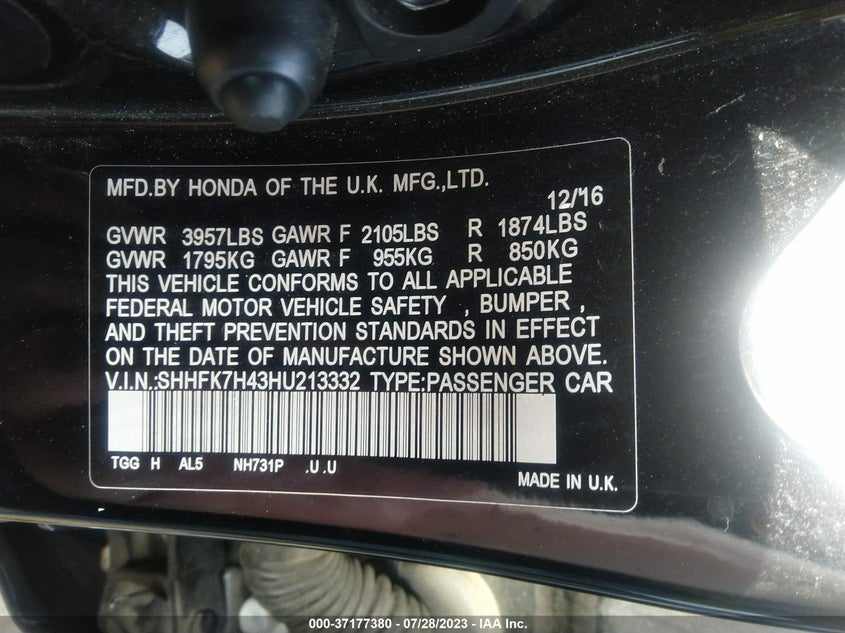 MFD.BY HONDA OF THE U.K. MFG.,LTD.
12/'16
GVWR 3957LBS GAWR F 2105LBS R 1874LBS
GVWR 1795KG GAWR F 955KG R 850KG
THIS VEHICLE CONFORMS TO ALL APPLICABLE
FEDERAL MOTOR VEHICLE SAFETY , BUMPER ,
AND THEFT PREVENTION STANDARDS IN EFFECT
ON THE DATE OF MANUFACTURE SHOWN ABOVE.
V.I.N.:SHHFK7H43HU213332 TYPE:PASSENGER CAR
TGG H AL5 NH731P .U .U
MADE IN U.K.
000-37177380 - 07/28/2023 - IAA Inc.